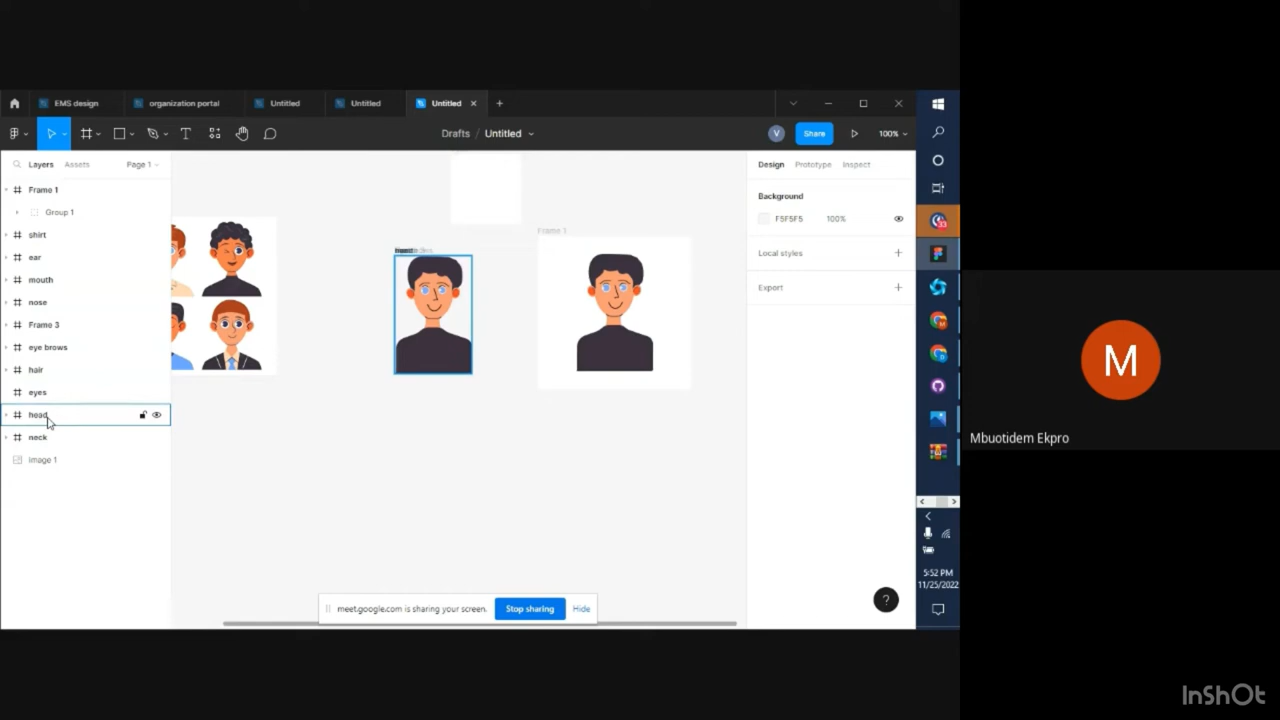 EMS design
organization portal
Untitled
Untitled
Untitled
Drafts / Untitled
V
Share
100%
Layers
Assets
Page 1
Design
Prototype
Inspect
Frame 1
Group 1
shirt
ear
mouth
nose
Frame 3
eye brows
hair
eyes
head
neck
Image 1
Frame 1
Background
F5F5F5
100%
Local styles
Export
?
meet.google.com is sharing your screen.
Stop sharing
Hide
5:52 PM
11/25/2022
M
Mbuotidem Ekpro
InShOt